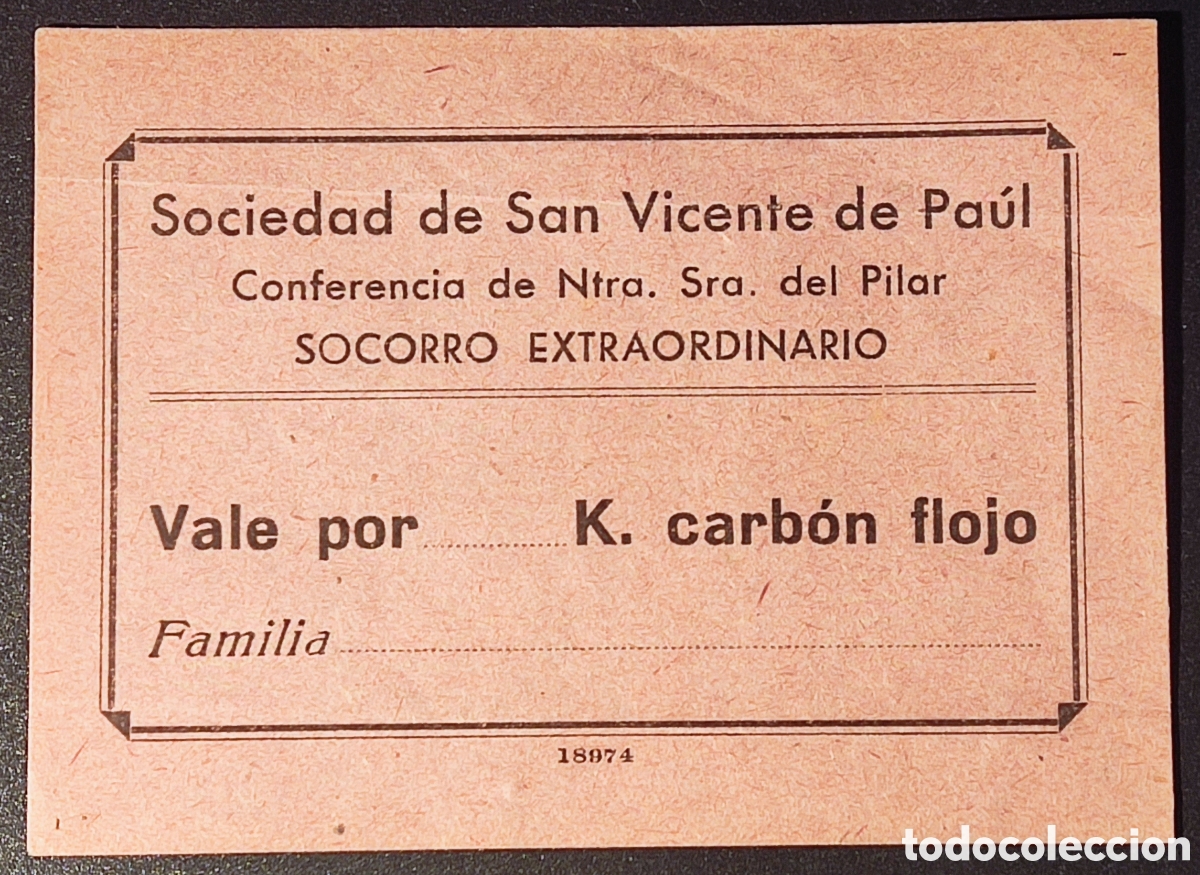 Sociedad de San Vicente de Paúl
Conferencia de Ntra. Sra. del Pilar
SOCORRO EXTRAORDINARIO
Vale por ............ K. carbón flojo
Familia ............................................................
18974
todocoleccion